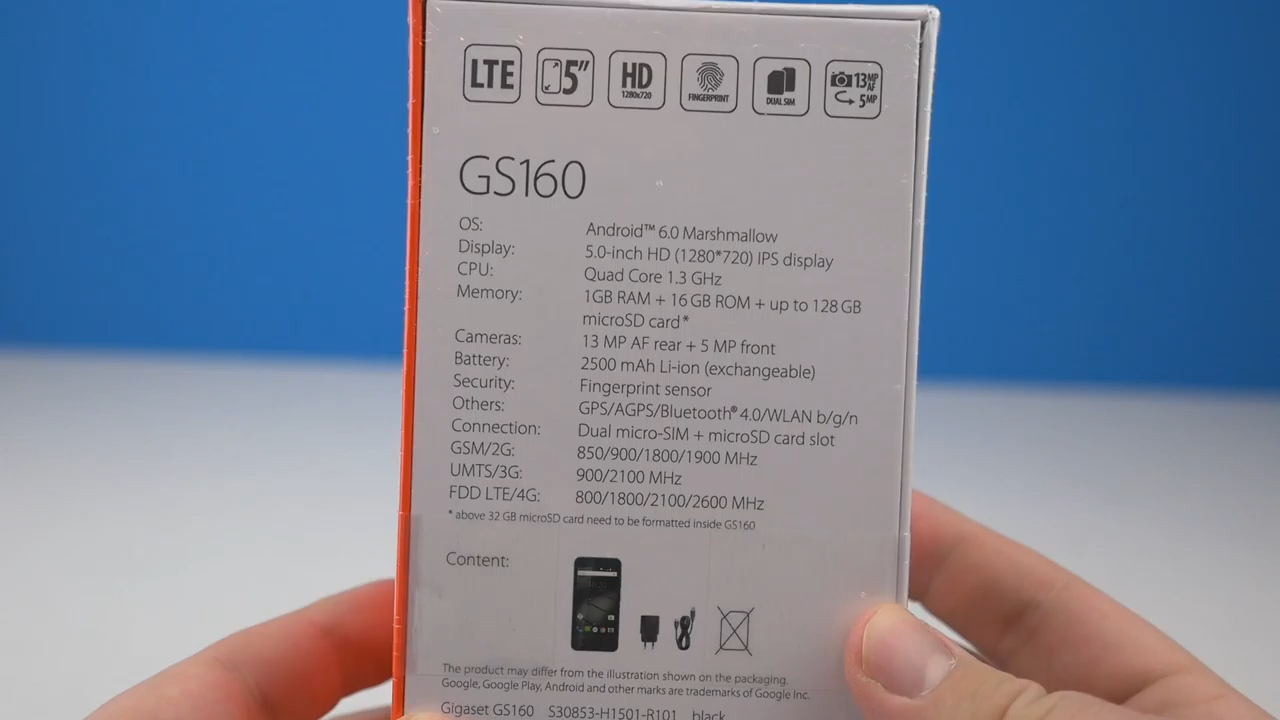 LTE 5″ HD 1280x720 FINGERPRINT DUAL SIM 13MP AF 5MP
GS160
OS: Android™ 6.0 Marshmallow
Display: 5.0-inch HD (1280*720) IPS display
CPU: Quad Core 1.3 GHz
Memory: 1GB RAM + 16 GB ROM + up to 128 GB
microSD card*
Cameras: 13 MP AF rear + 5 MP front
Battery: 2500 mAh Li-ion (exchangeable)
Security: Fingerprint sensor
Others: GPS/AGPS/Bluetooth® 4.0/WLAN b/g/n
Connection: Dual micro-SIM + microSD card slot
GSM/2G: 850/900/1800/1900 MHz
UMTS/3G: 900/2100 MHz
FDD LTE/4G: 800/1800/2100/2600 MHz
* above 32 GB microSD card need to be formatted inside GS160
Content:
The product may differ from the illustration shown on the packaging.
Google, Google Play, Android and other marks are trademarks of Google Inc.
Gigaset GS160 S30853-H1501-R101 black